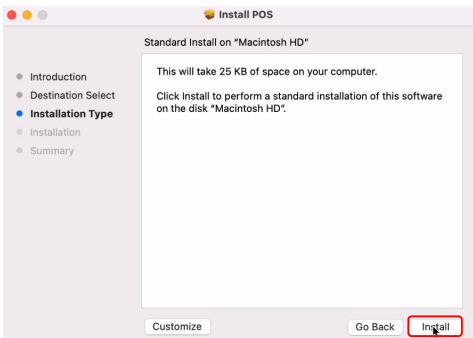 Install POS
Standard Install on "Macintosh HD"
Introduction
Destination Select
Installation Type
Installation
Summary
This will take 25 KB of space on your computer.
Click Install to perform a standard installation of this software
on the disk "Macintosh HD".
Customize
Go Back
Install